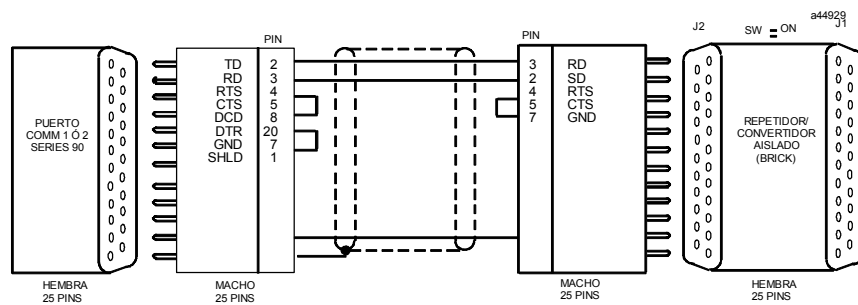 a44929
J2
SW
ON
J1
PIN
PIN
TD 2
RD 3
RTS 4
CTS 5
DCD 8
DTR 20
GND 7
SHLD 1
3 RD
2 SD
4 RTS
5 CTS
7 GND
PUERTO
COMM 1 Ó 2
SERIES 90
REPETIDOR/
CONVERTIDOR
AISLADO
(BRICK)
HEMBRA
25 PINS
MACHO
25 PINS
MACHO
25 PINS
HEMBRA
25 PINS